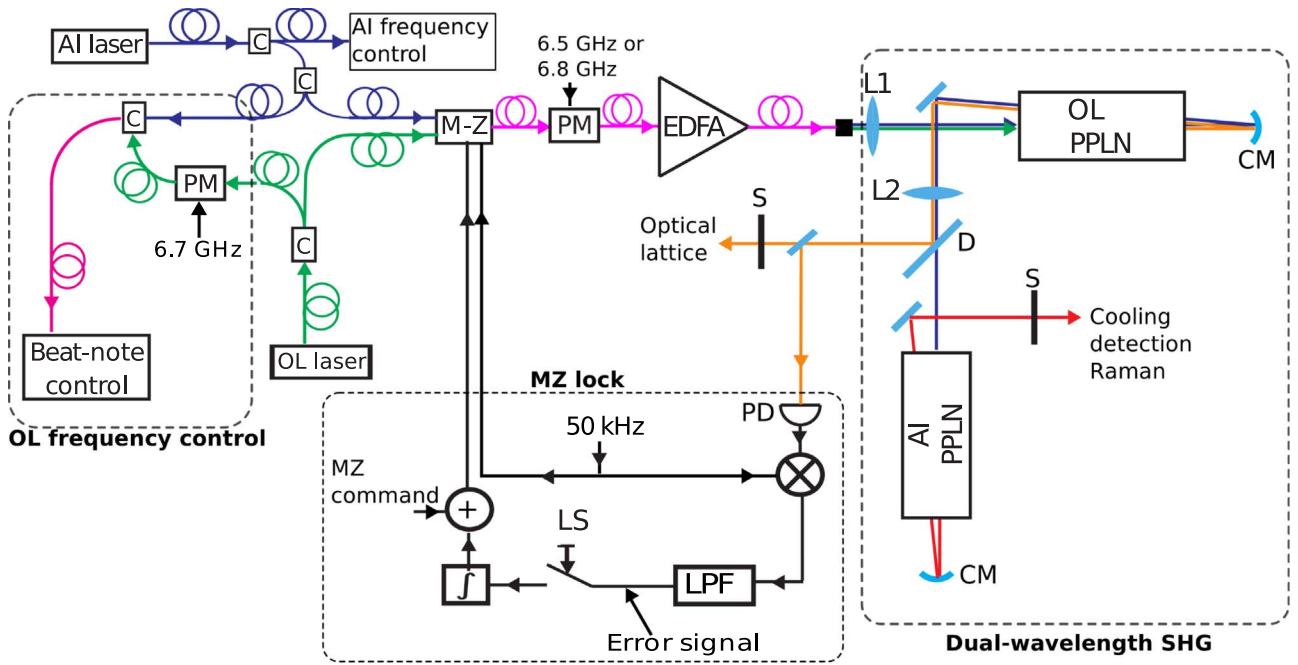 AI laser
C
AI frequency
control
C
6.5 GHz or
6.8 GHz
C
M-Z
PM
EDFA
L1
OL
PPLN
CM
PM
6.7 GHz
C
L2
Optical
lattice
S
D
Beat-note
control
OL laser
OL frequency control
MZ lock
S
Cooling
detection
Raman
PD
50 kHz
AI
PPLN
MZ
command
+
LS
∫
LPF
CM
Error signal
Dual-wavelength SHG